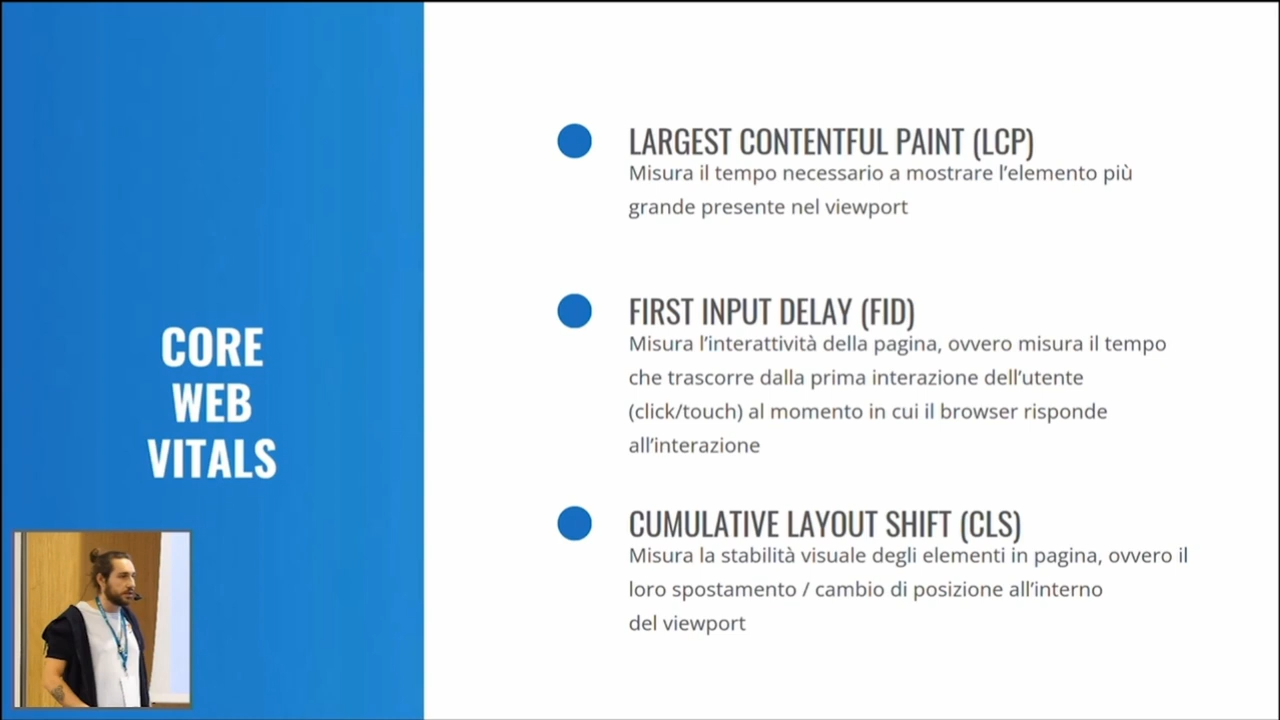 CORE
WEB
VITALS
LARGEST CONTENTFUL PAINT (LCP)
Misura il tempo necessario a mostrare l'elemento più
grande presente nel viewport
FIRST INPUT DELAY (FID)
Misura l'interattività della pagina, ovvero misura il tempo
che trascorre dalla prima interazione dell'utente
(click/touch) al momento in cui il browser risponde
all'interazione
CUMULATIVE LAYOUT SHIFT (CLS)
Misura la stabilità visuale degli elementi in pagina, ovvero il
loro spostamento / cambio di posizione all'interno
del viewport